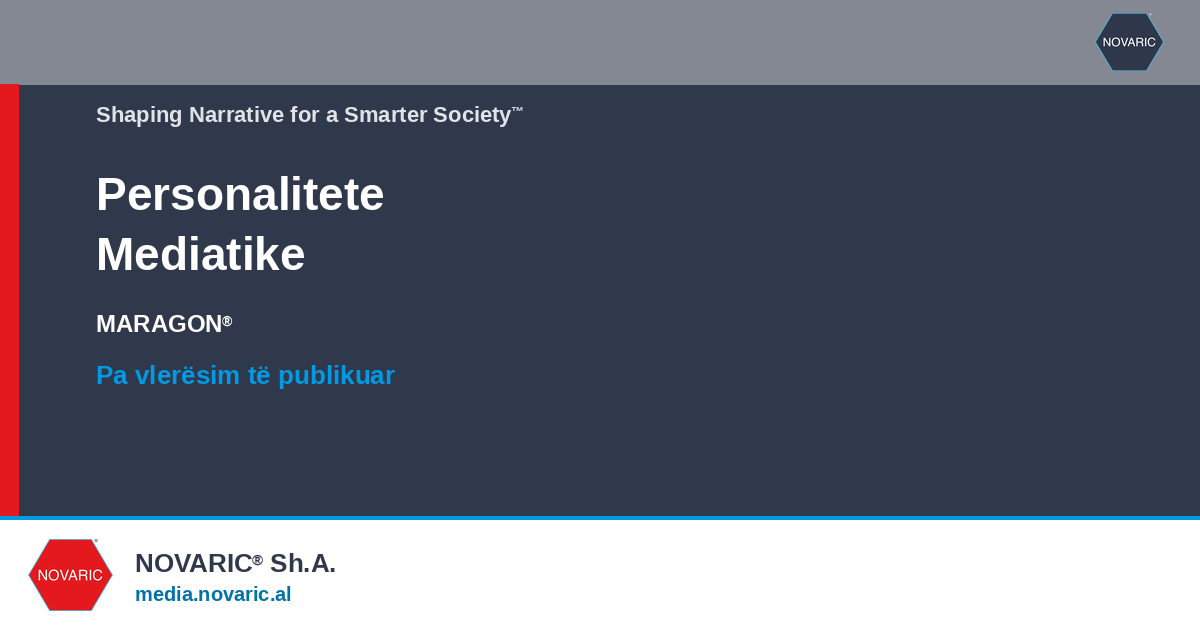 NOVARIC
Shaping Narrative for a Smarter Society™
Personalitete
Mediatike
MARAGON®
Pa vlerësim të publikuar
NOVARIC
NOVARIC® Sh.A.
media.novaric.al